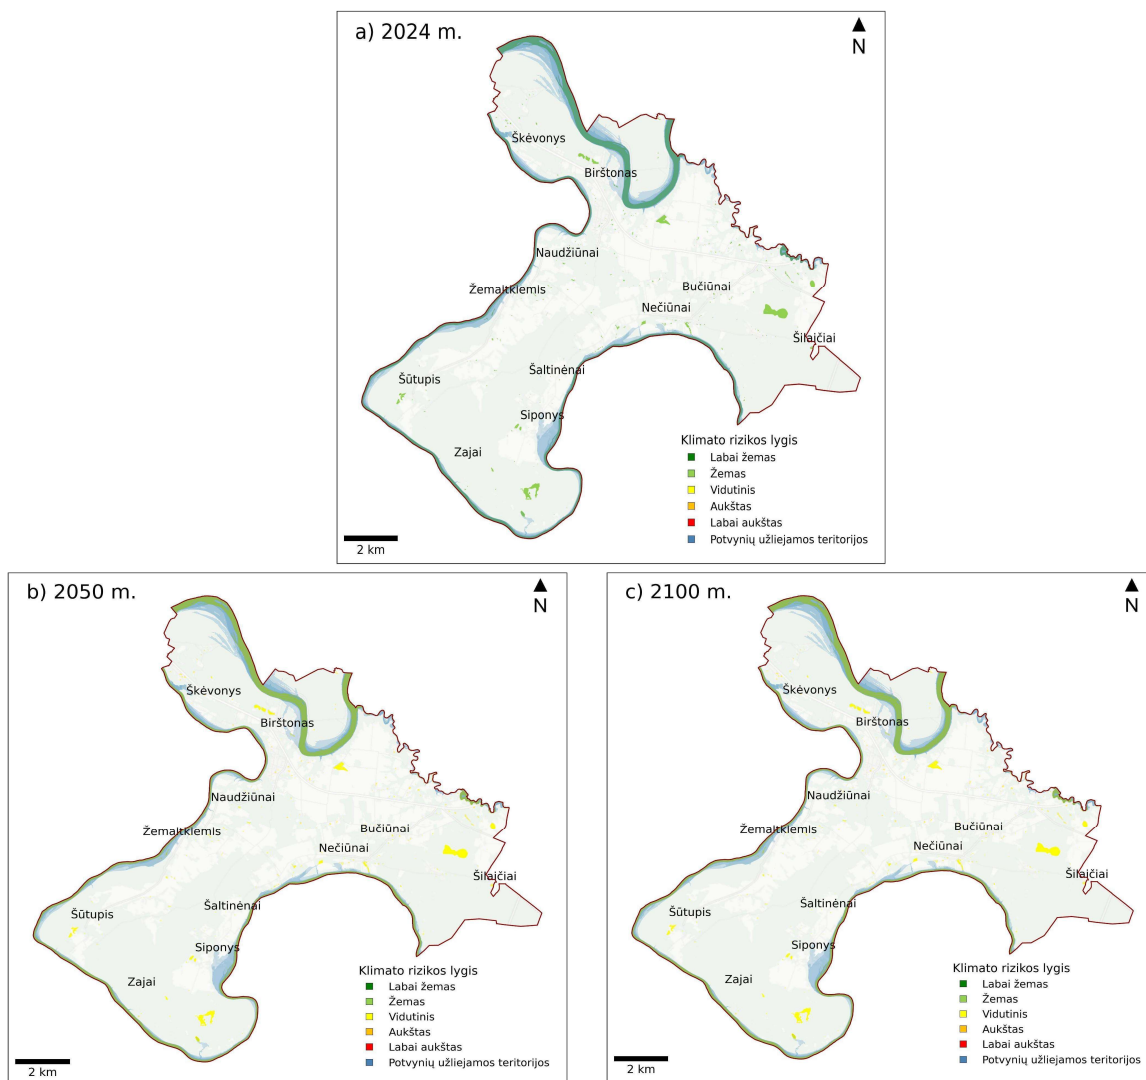 a) 2024 m.
N
Škėvonys
Birštonas
Naudžiūnai
Žemaitkiemis
Bučiūnai
Nečiūnai
Šilaičiai
Šaltinėnai
Šūtupis
Siponys
Zajai
Klimato rizikos lygis
Labai žemas
Žemas
Vidutinis
Aukštas
Labai aukštas
Potvynių užliejamos teritorijos
2 km
b) 2050 m.
N
Škėvonys
Birštonas
Naudžiūnai
Žemaitkiemis
Bučiūnai
Nečiūnai
Šilaičiai
Šaltinėnai
Šūtupis
Siponys
Zajai
Klimato rizikos lygis
Labai žemas
Žemas
Vidutinis
Aukštas
Labai aukštas
Potvynių užliejamos teritorijos
2 km
c) 2100 m.
N
Škėvonys
Birštonas
Naudžiūnai
Žemaitkiemis
Bučiūnai
Nečiūnai
Šilaičiai
Šaltinėnai
Šūtupis
Siponys
Zajai
Klimato rizikos lygis
Labai žemas
Žemas
Vidutinis
Aukštas
Labai aukštas
Potvynių užliejamos teritorijos
2 km